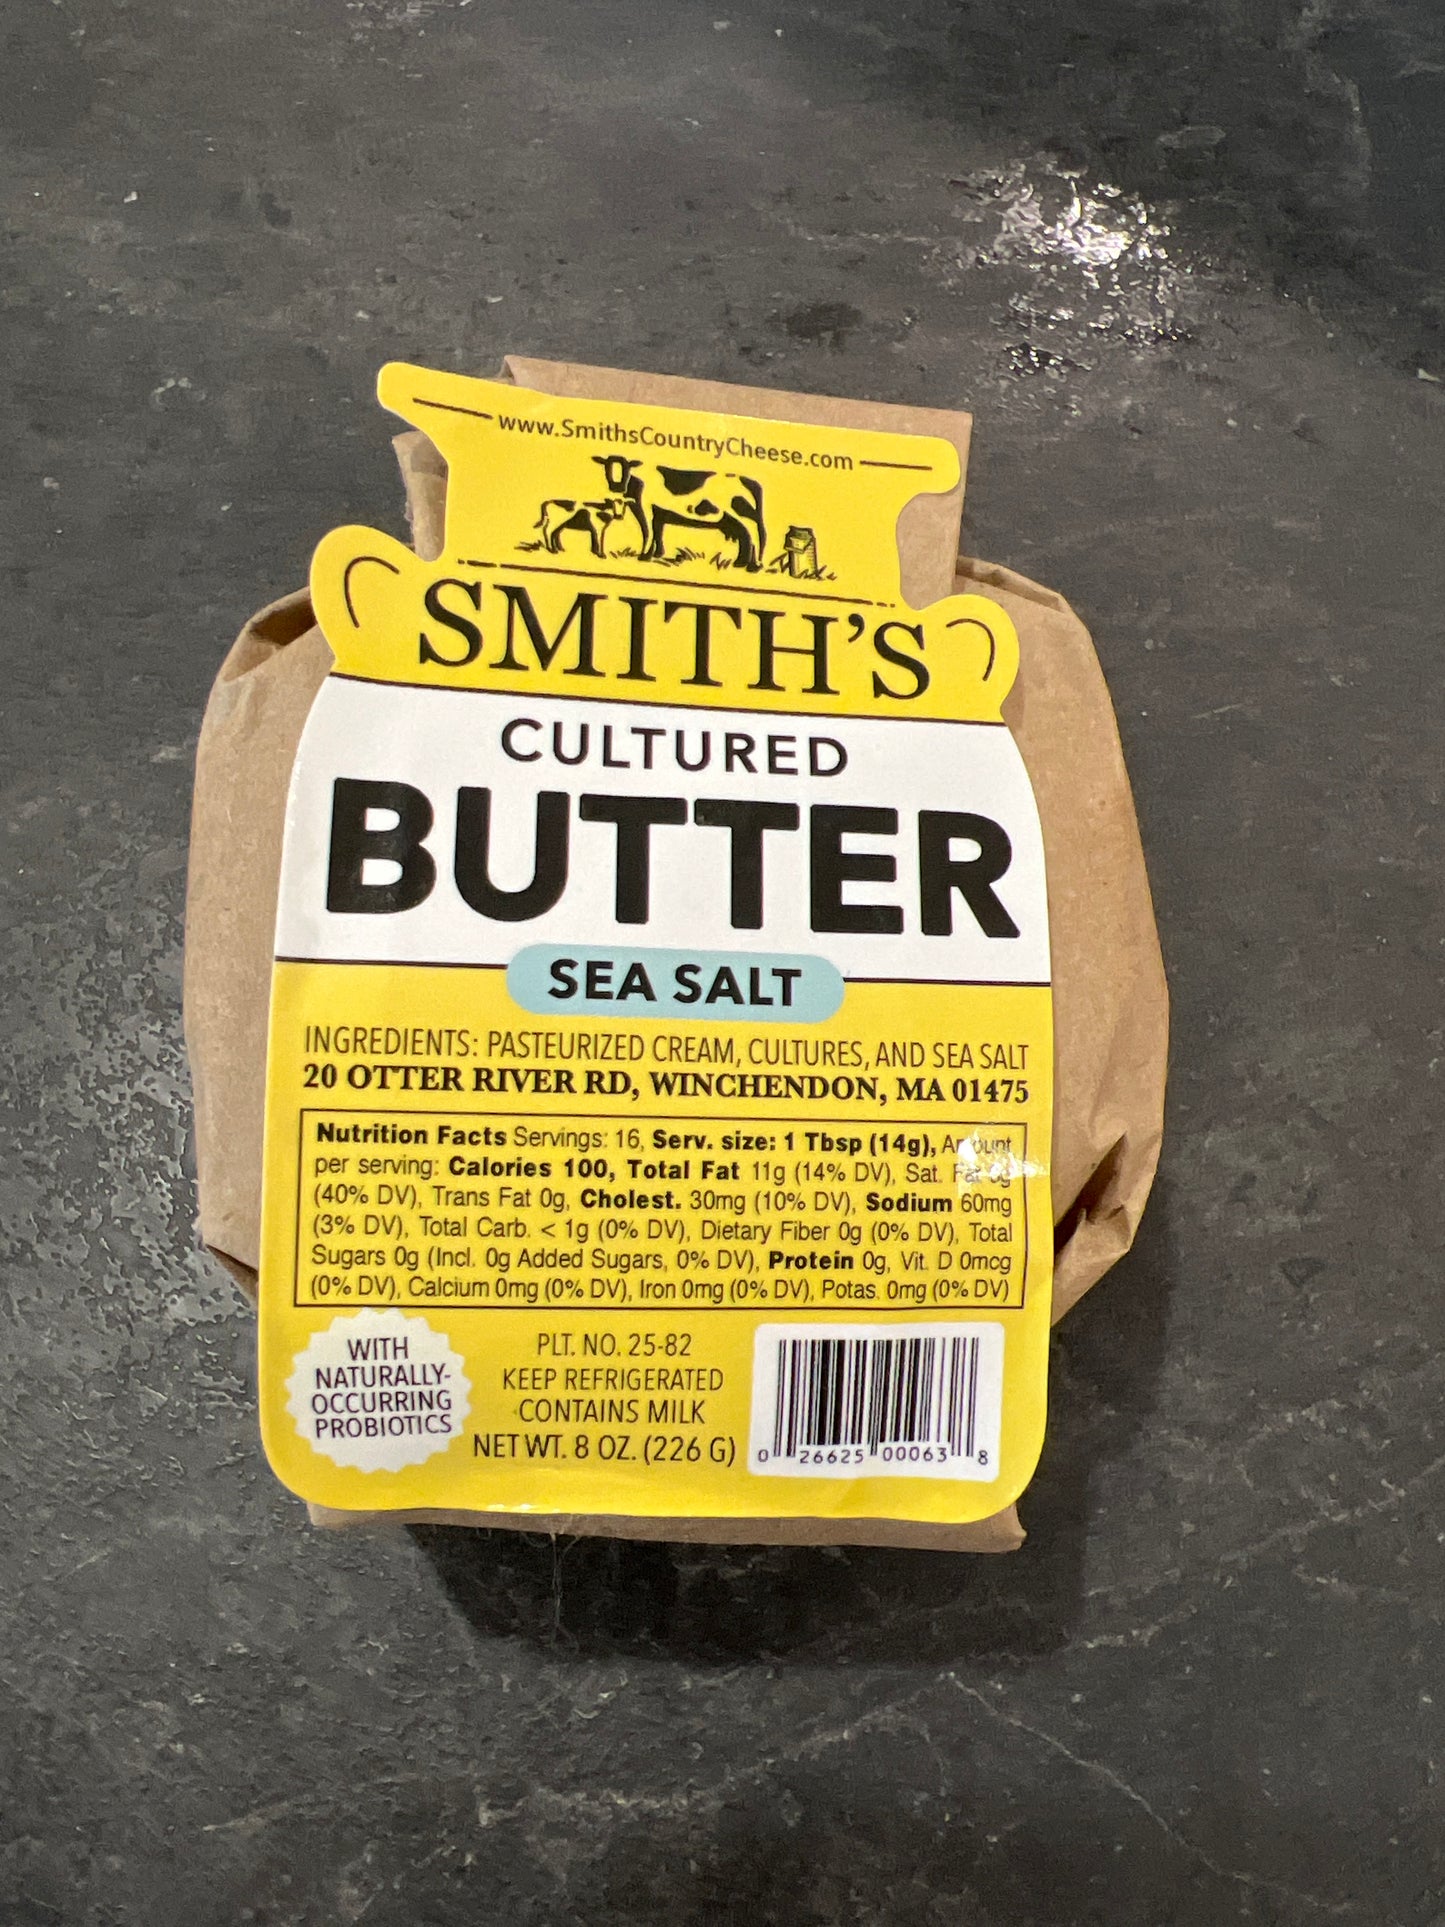 www.SmithsCountryCheese.com
SMITH'S
CULTURED
BUTTER
SEA SALT
INGREDIENTS: PASTEURIZED CREAM, CULTURES, AND SEA SALT
20 OTTER RIVER RD, WINCHENDON, MA 01475
Nutrition Facts Servings: 16, Serv. size: 1 Tbsp (14g), Amount
per serving: Calories 100, Total Fat 11g (14% DV), Sat. Fat
(40% DV), Trans Fat 0g, Cholest. 30mg (10% DV), Sodium 60mg
(3% DV), Total Carb. < 1g (0% DV), Dietary Fiber 0g (0% DV), Total
Sugars 0g (Incl. 0g Added Sugars, 0% DV), Protein 0g, Vit. D 0mcg
(0% DV), Calcium 0mg (0% DV), Iron 0mg (0% DV), Potas. 0mg (0% DV)
WITH
NATURALLY-
OCCURRING
PROBIOTICS
PLT. NO. 25-82
KEEP REFRIGERATED
CONTAINS MILK
NET WT. 8 OZ. (226 G)
0 26625 00063 8